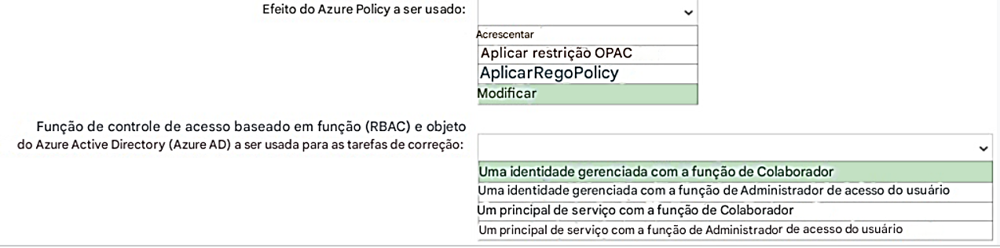 Efeito do Azure Policy a ser usado:
Acrescentar
Aplicar restrição OPAC
AplicarRegoPolicy
Modificar
Função de controle de acesso baseado em função (RBAC) e objeto
do Azure Active Directory (Azure AD) a ser usada para as tarefas de correção:
Uma identidade gerenciada com a função de Colaborador
Uma identidade gerenciada com a função de Administrador de acesso do usuário
Um principal de serviço com a função de Colaborador
Um principal de serviço com a função de Administrador de acesso do usuário